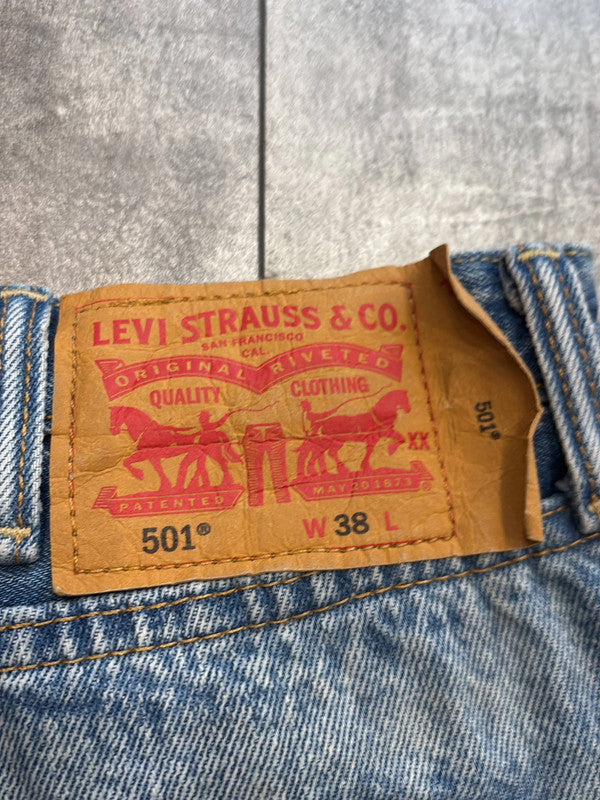 LEVI STRAUSS & CO.
SAN FRANCISCO
CAL.
ORIGINAL RIVETED
QUALITY CLOTHING
XX
PATENTED MAY 20 1873
501® W 38 L
501®